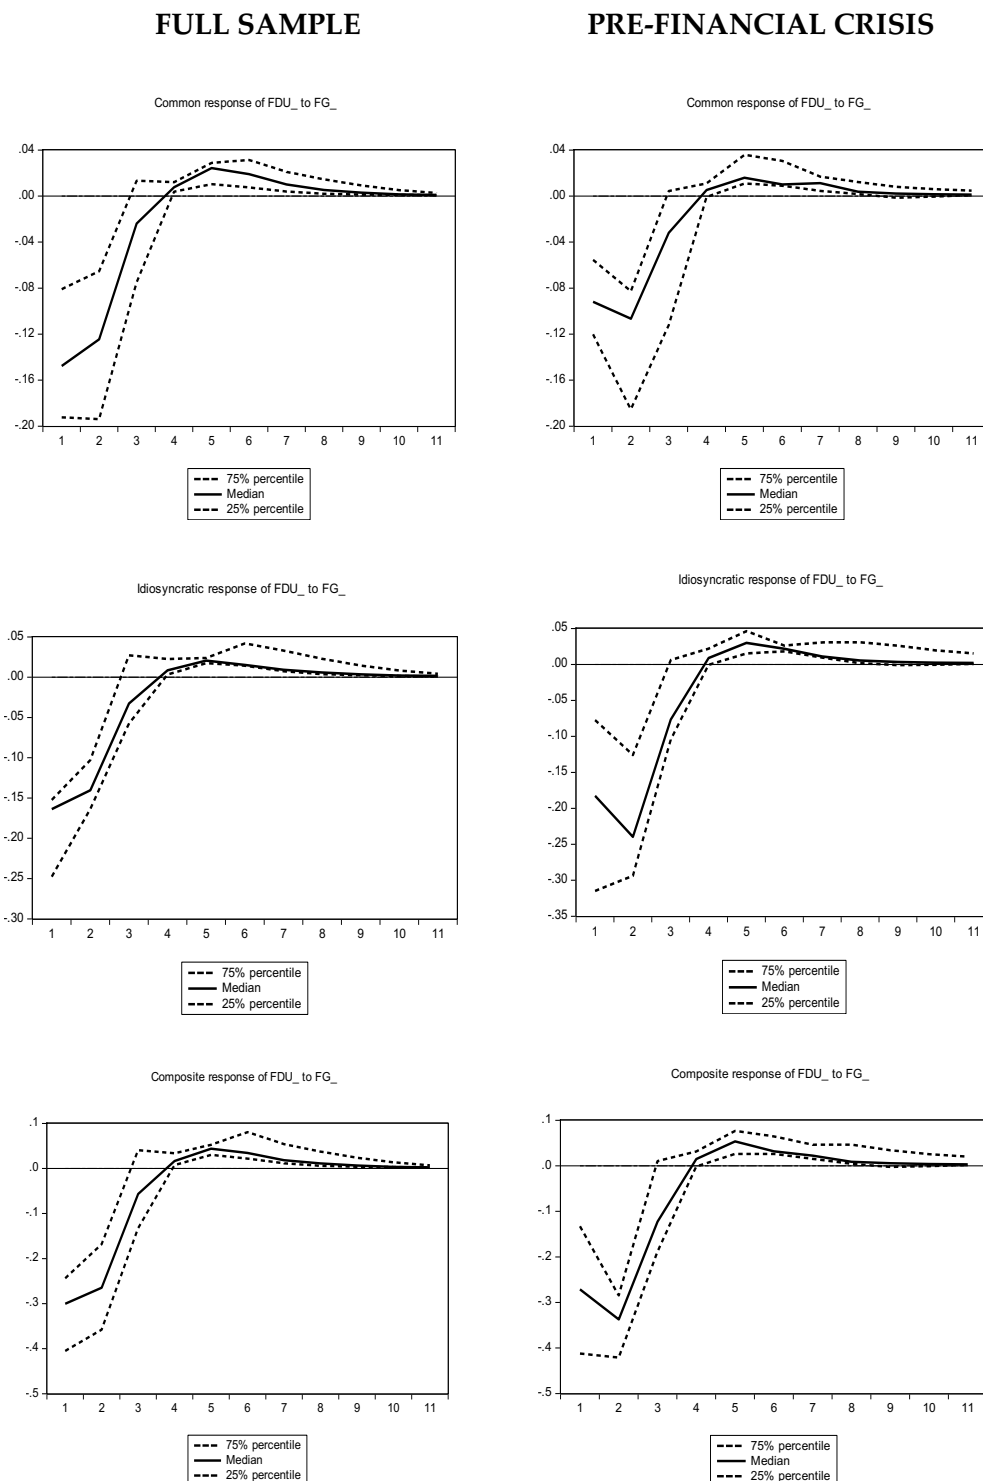 FULL SAMPLE
PRE-FINANCIAL CRISIS
Common response of FDU_ to FG_
.04
.00
-.04
-.08
-.12
-.16
-.20
1 2 3 4 5 6 7 8 9 10 11
75% percentile
Median
25% percentile
Common response of FDU_ to FG_
.04
.00
-.04
-.08
-.12
-.16
-.20
1 2 3 4 5 6 7 8 9 10 11
75% percentile
Median
25% percentile
Idiosyncratic response of FDU_ to FG_
.05
.00
-.05
-.10
-.15
-.20
-.25
-.30
1 2 3 4 5 6 7 8 9 10 11
75% percentile
Median
25% percentile
Idiosyncratic response of FDU_ to FG_
.05
.00
-.05
-.10
-.15
-.20
-.25
-.30
-.35
1 2 3 4 5 6 7 8 9 10 11
75% percentile
Median
25% percentile
Composite response of FDU_ to FG_
.1
.0
-.1
-.2
-.3
-.4
-.5
1 2 3 4 5 6 7 8 9 10 11
75% percentile
Median
25% percentile
Composite response of FDU_ to FG_
.1
.0
-.1
-.2
-.3
-.4
-.5
1 2 3 4 5 6 7 8 9 10 11
75% percentile
Median
25% percentile